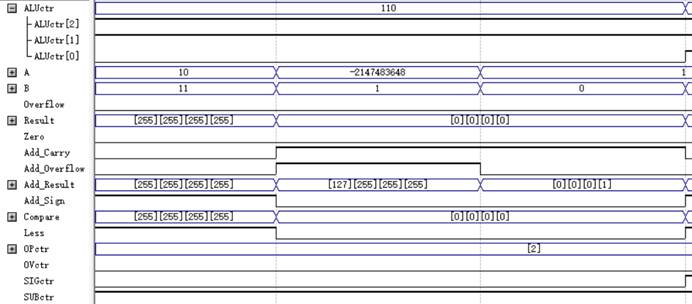 ALUctr 110
ALUctr[2]
ALUctr[1]
ALUctr[0]
A 10 -2147483648 1
B 11 1 0
Overflow
Result [255][255][255][255] [0][0][0][0]
Zero
Add_Carry
Add_Overflow
Add_Result [255][255][255][255] [127][255][255][255] [0][0][0][1]
Add_Sign
Compare [255][255][255][255] [0][0][0][0]
Less
OPctr [2]
OVctr
SIGctr
SUBctr